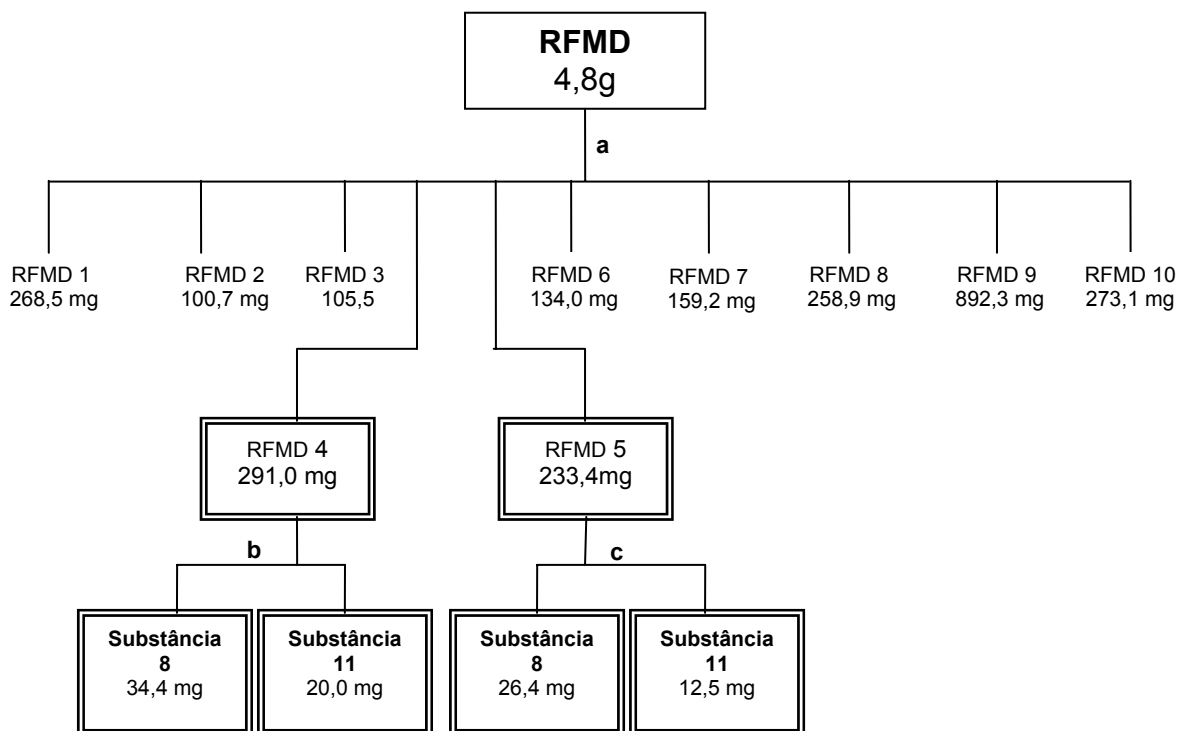 RFMD
4,8g
a
RFMD 1
268,5 mg
RFMD 2
100,7 mg
RFMD 3
105,5
RFMD 6
134,0 mg
RFMD 7
159,2 mg
RFMD 8
258,9 mg
RFMD 9
892,3 mg
RFMD 10
273,1 mg
RFMD 4
291,0 mg
RFMD 5
233,4mg
b
c
Substância
8
34,4 mg
Substância
11
20,0 mg
Substância
8
26,4 mg
Substância
11
12,5 mg